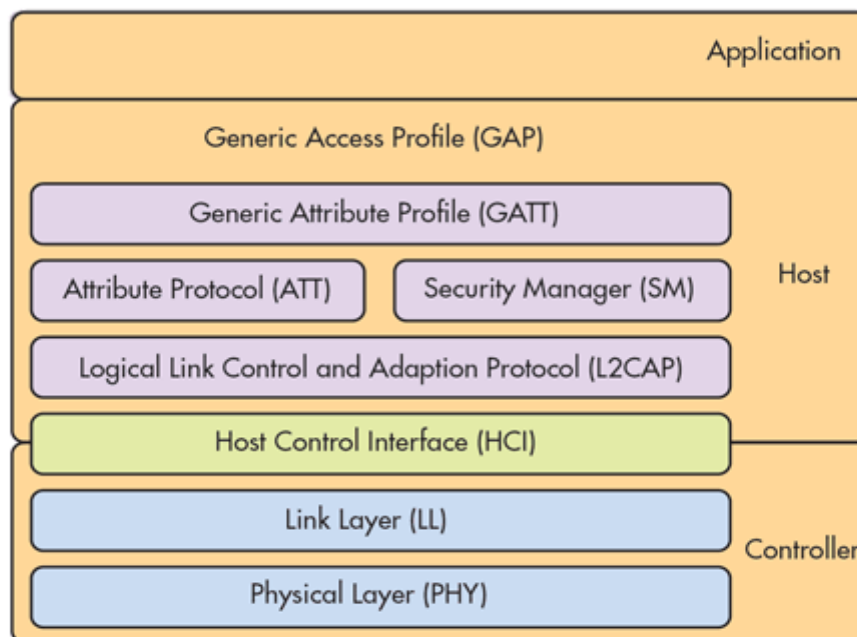 Application
Generic Access Profile (GAP)
Generic Attribute Profile (GATT)
Attribute Protocol (ATT)
Security Manager (SM)
Host
Logical Link Control and Adaption Protocol (L2CAP)
Host Control Interface (HCI)
Link Layer (LL)
Controller
Physical Layer (PHY)